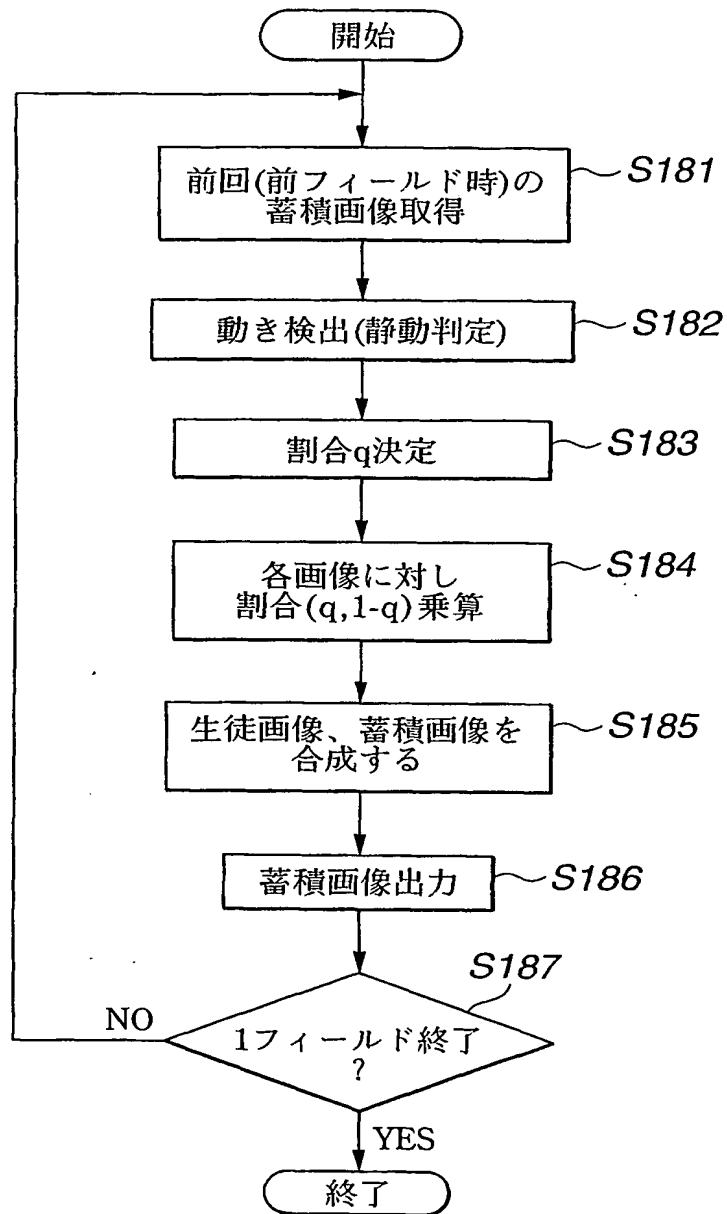 開始
前回(前フィールド時)の
蓄積画像取得
S181
動き検出(静動判定)
S182
割合q決定
S183
各画像に対し
割合(q,1-q)乗算
S184
生徒画像、蓄積画像を
合成する
S185
蓄積画像出力
S186
S187
1フィールド終了
?
NO
YES
終了